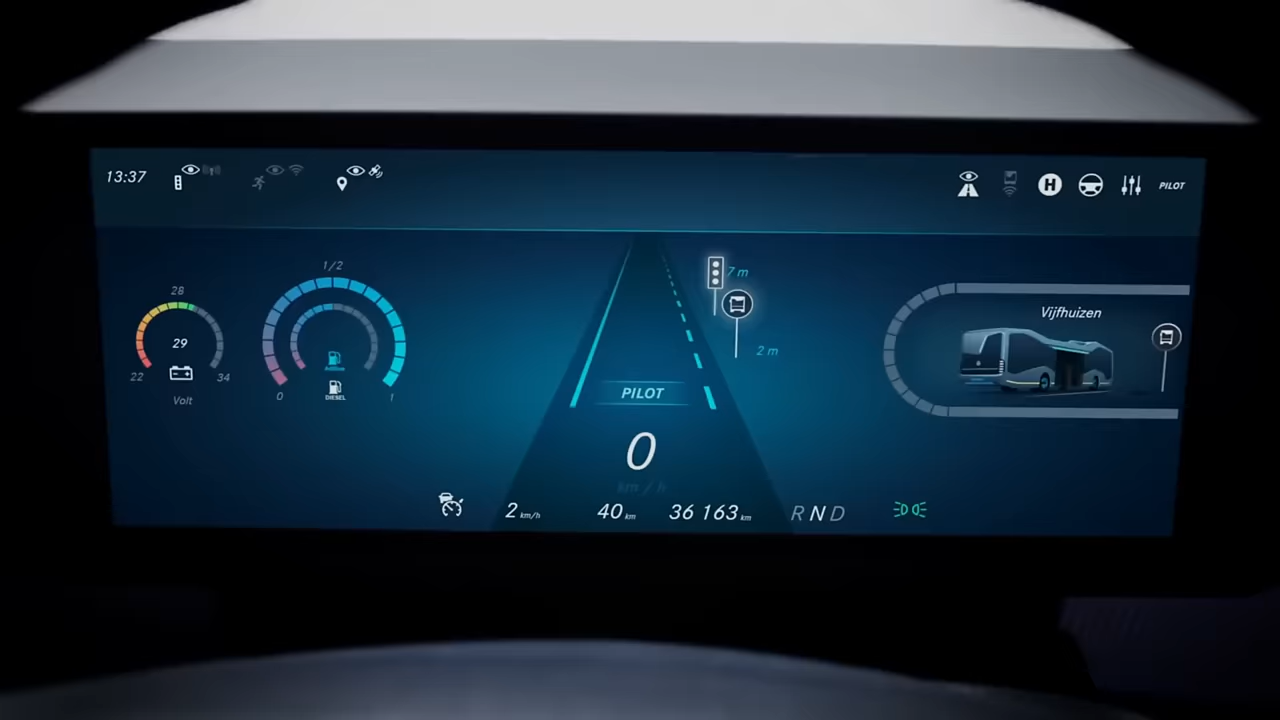 13:37
H
PILOT
1/2
28
7 m
Vijfhuizen
29
2 m
22
34
AdBlue
DIESEL
0
1
Volt
PILOT
0
km / h
2 km/h
40 km
36 163 km
R N D